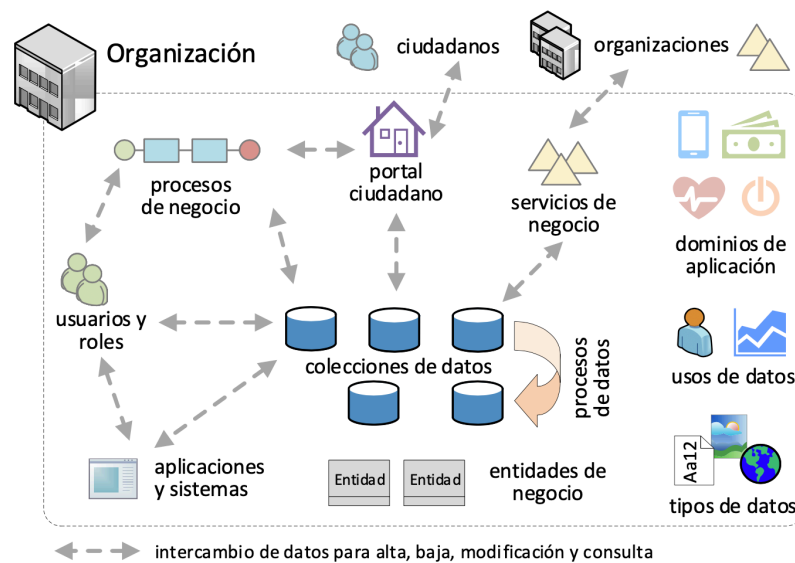 Organización
ciudadanos
organizaciones
procesos
de negocio
portal
ciudadano
servicios de
negocio
dominios de
aplicación
usuarios y
roles
colecciones de datos
procesos
de datos
usos de datos
aplicaciones
y sistemas
Entidad
Entidad
entidades de
negocio
Aa12
tipos de datos
intercambio de datos para alta, baja, modificación y consulta